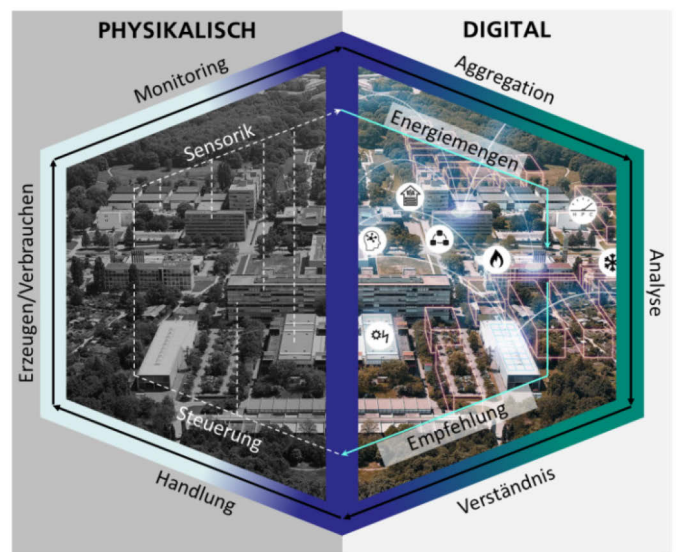 PHYSIKALISCH
DIGITAL
Monitoring
Aggregation
Sensorik
Energiemengen
Erzeugen/Verbrauchen
Analyse
Steuerung
Empfehlung
Handlung
Verständnis